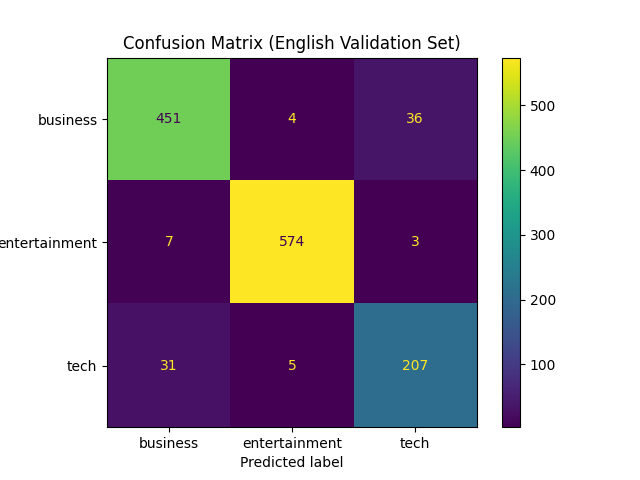 Confusion Matrix (English Validation Set)
business 451 4 36
entertainment 7 574 3
tech 31 5 207
business entertainment tech
Predicted label
500
400
300
200
100